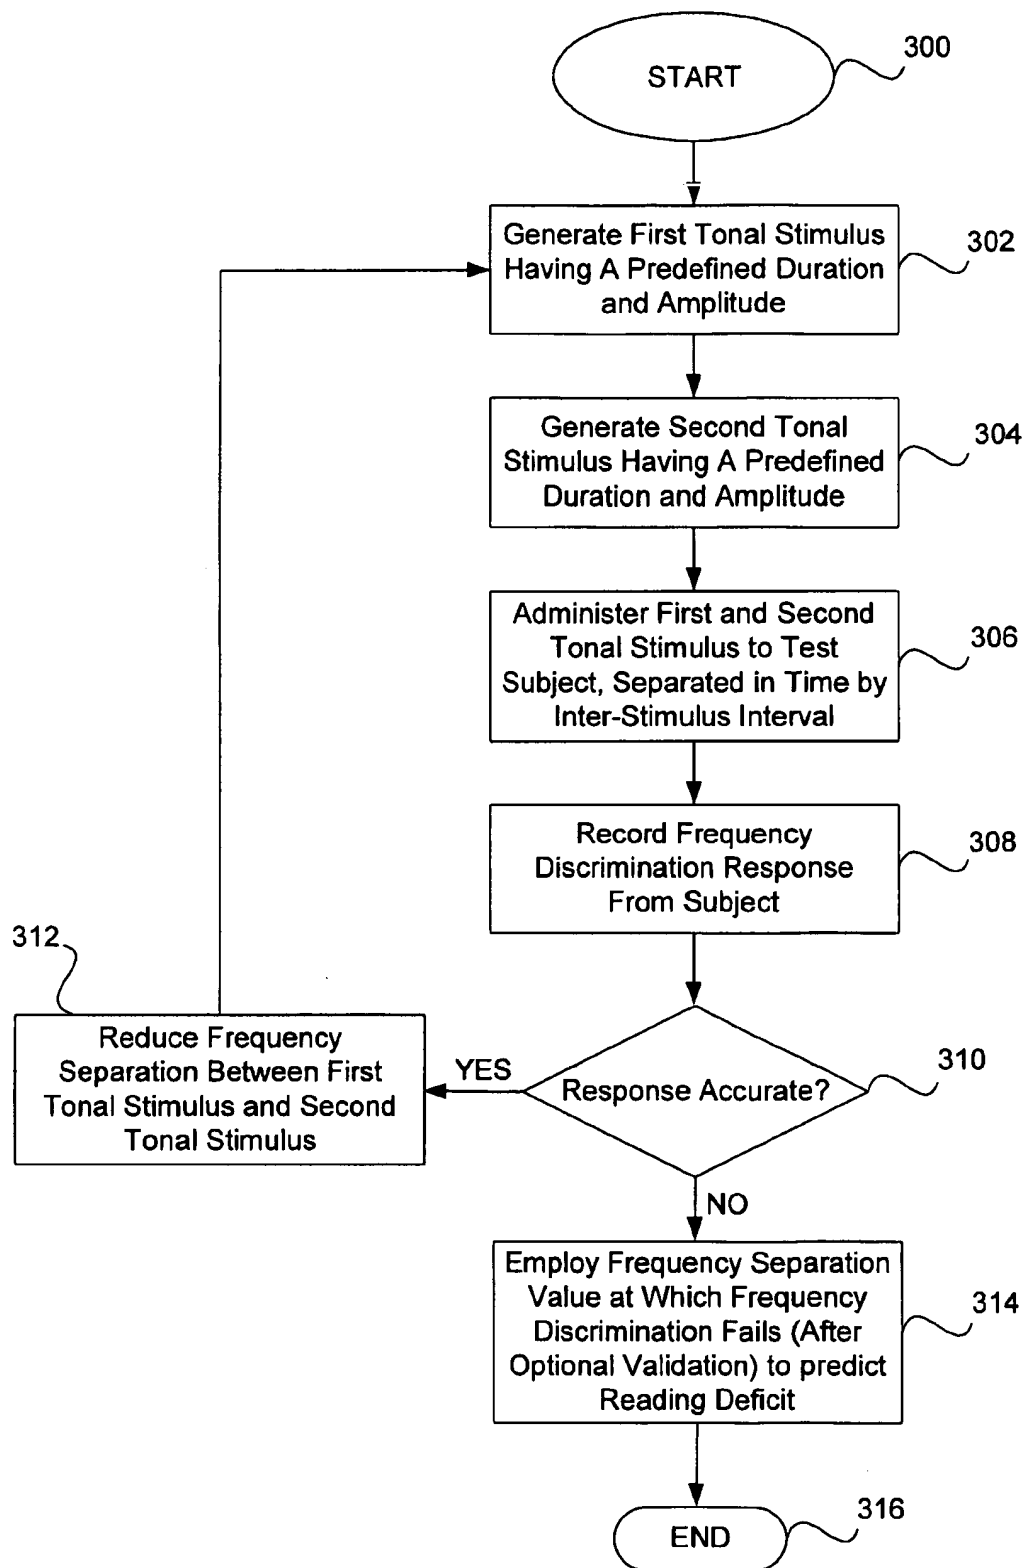 START
300
Generate First Tonal Stimulus
Having A Predefined Duration
and Amplitude
302
Generate Second Tonal
Stimulus Having A Predefined
Duration and Amplitude
304
Administer First and Second
Tonal Stimulus to Test
Subject, Separated in Time by
Inter-Stimulus Interval
306
Record Frequency
Discrimination Response
From Subject
308
312
Reduce Frequency
Separation Between First
Tonal Stimulus and Second
Tonal Stimulus
YES
Response Accurate?
310
NO
Employ Frequency Separation
Value at Which Frequency
Discrimination Fails (After
Optional Validation) to predict
Reading Deficit
314
END
316